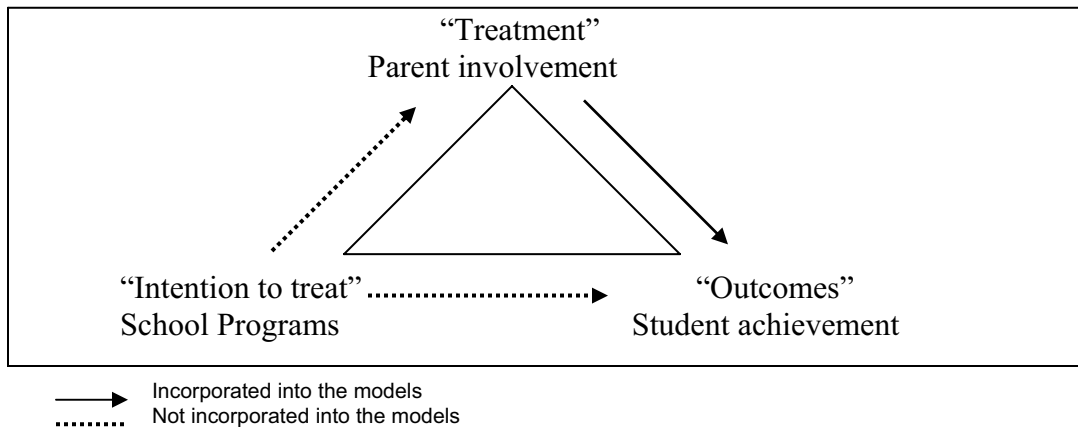 “Treatment”
Parent involvement
“Intention to treat”
School Programs
“Outcomes”
Student achievement
Incorporated into the models
Not incorporated into the models